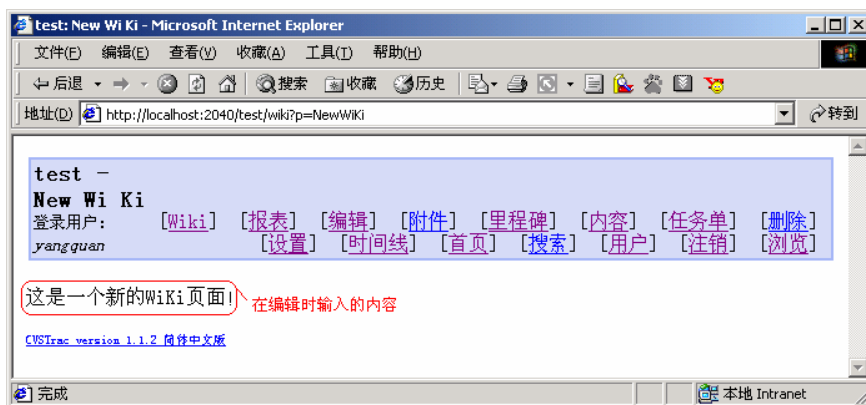 test: New Wi Ki - Microsoft Internet Explorer
文件(F) 编辑(E) 查看(V) 收藏(A) 工具(T) 帮助(H)
后退 搜索 收藏 历史
地址(D) http://localhost:2040/test/wiki?p=NewWiKi 转到
test -
New Wi Ki
登录用户: [Wiki] [报表] [编辑] [附件] [里程碑] [内容] [任务单] [删除]
yangquan [设置] [时间线] [首页] [搜索] [用户] [注销] [浏览]
这是一个新的WiKi页面!
在编辑时输入的内容
CVSTrac version 1.1.2 简体中文版
完成 本地 Intranet